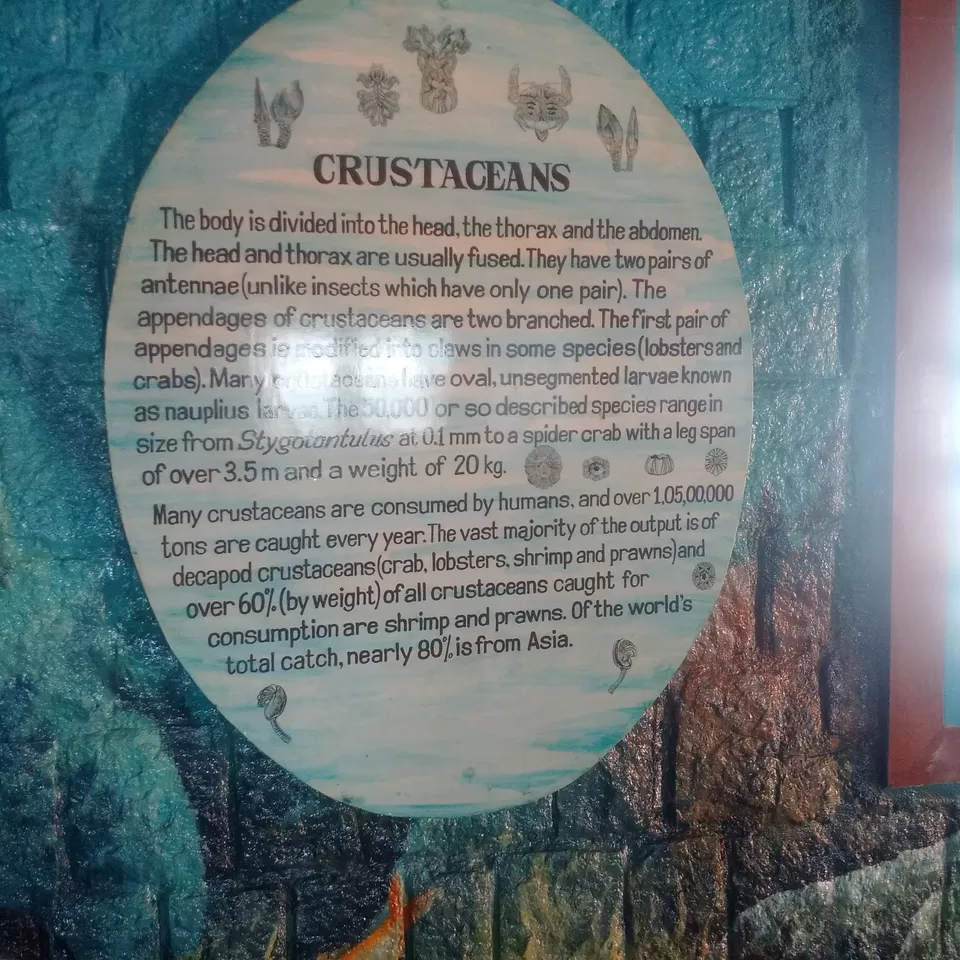 CRUSTACEANS
The body is divided into the head, the thorax and the abdomen.
The head and thorax are usually fused. They have two pairs of
antennae (unlike insects which have only one pair). The
appendages of crustaceans are two branched. The first pair of
appendages is modified into claws in some species (lobsters and
crabs). Many crustaceans have oval, unsegmented larvae known
as nauplius larvae. The 50,000 or so described species range in
size from Stygotantulus at 0.1 mm to a spider crab with a leg span
of over 3.5 m and a weight of 20 kg.
Many crustaceans are consumed by humans, and over 1,05,00,000
tons are caught every year. The vast majority of the output is of
decapod crustaceans (crab, lobsters, shrimp and prawns) and
over 60% (by weight) of all crustaceans caught for
consumption are shrimp and prawns. Of the world's
total catch, nearly 80% is from Asia.